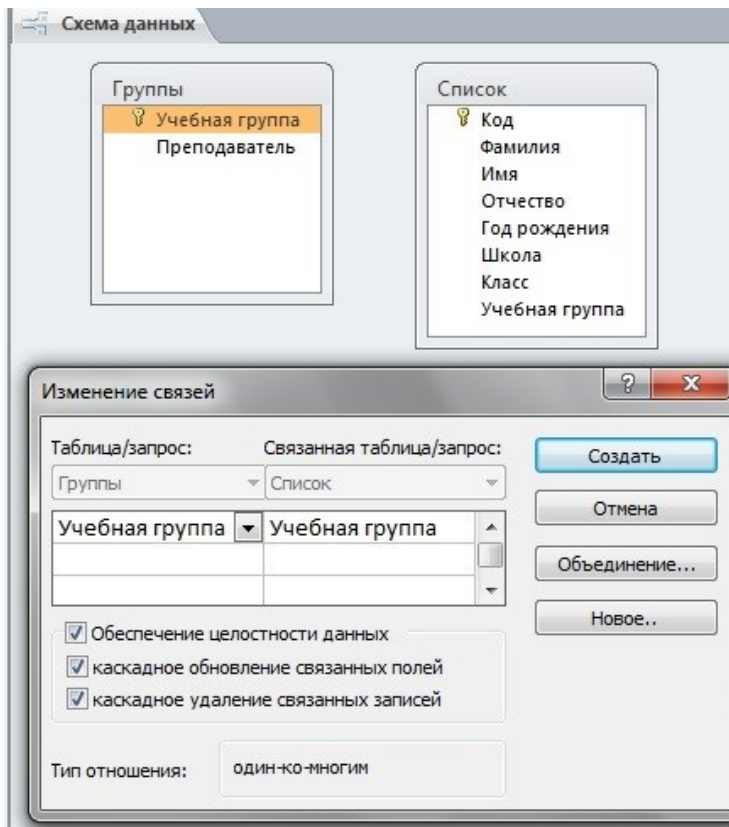 Схема данных
Группы
Учебная группа
Преподаватель
Список
Код
Фамилия
Имя
Отчество
Год рождения
Школа
Класс
Учебная группа
Изменение связей
Таблица/запрос: Связанная таблица/запрос:
Группы Список
Учебная группа Учебная группа
Обеспечение целостности данных
каскадное обновление связанных полей
каскадное удаление связанных записей
Тип отношения: один-ко-многим
Создать
Отмена
Объединение...
Новое..